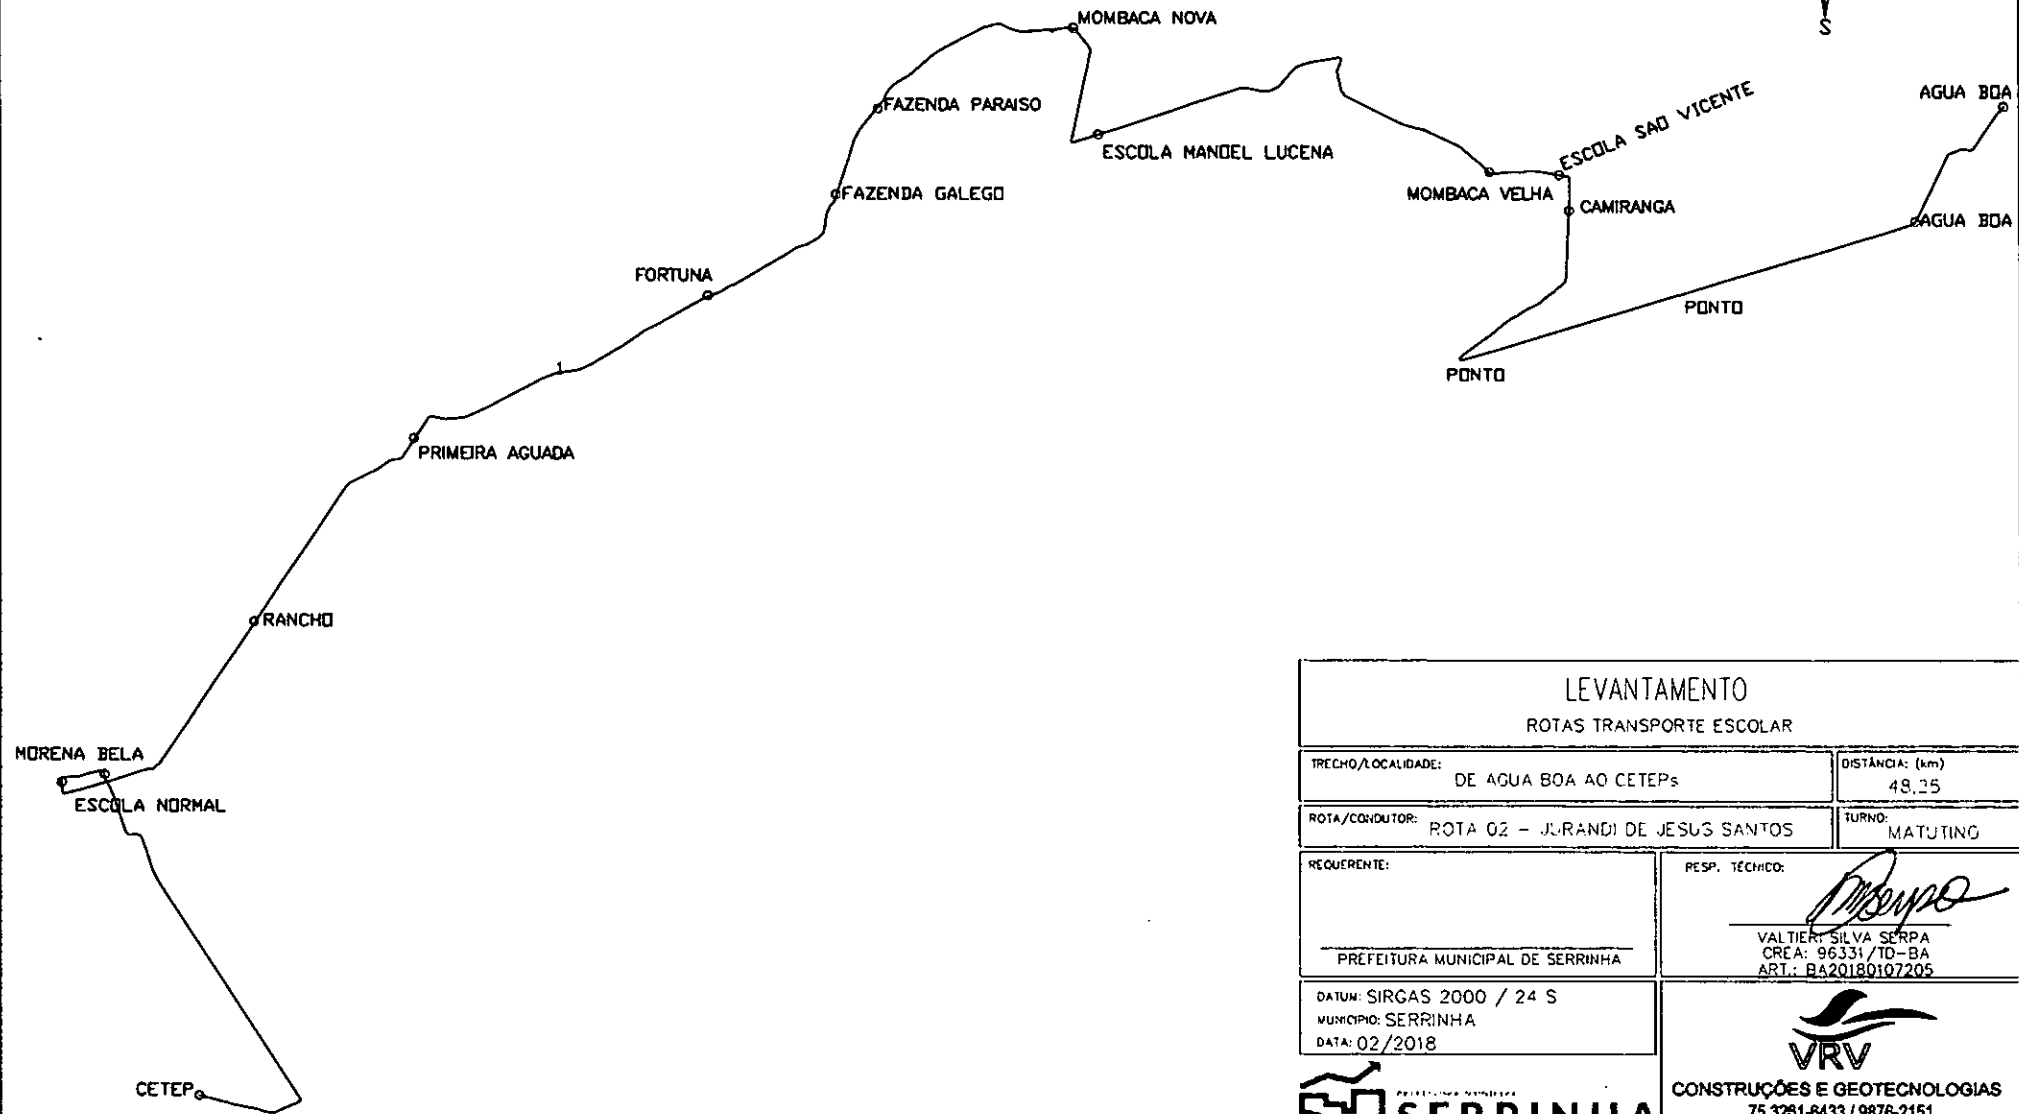 S
MOMBACA NOVA
FAZENDA PARAISO
AGUA BOA
ESCOLA SAO VICENTE
ESCOLA MANOEL LUCENA
FAZENDA GALEGO
MOMBACA VELHA
CAMIRANGA
AGUA BOA
FORTUNA
PONTO
PONTO
1
PRIMEIRA AGUADA
RANCHO
MORENA BELA
ESCOLA NORMAL
CETEP
LEVANTAMENTO
ROTAS TRANSPORTE ESCOLAR
TRECHO/LOCALIDADE:
DE AGUA BOA AO CETEPs
DISTÂNCIA: (km)
48,25
ROTA/CONDUTOR: ROTA 02 - JURANDI DE JESUS SANTOS
TURNO:
MATUTINO
REQUERENTE:
PREFEITURA MUNICIPAL DE SERRINHA
RESP. TÉCNICO:
VALTIERI SILVA SERPA
CREA: 96331/TD-BA
ART.: BA20180107205
DATUM: SIRGAS 2000 / 24 S
MUNICIPIO: SERRINHA
DATA: 02/2018
SERRINHA
VRV
CONSTRUÇÕES E GEOTECNOLOGIAS
75 3261-6433 / 9876-2151